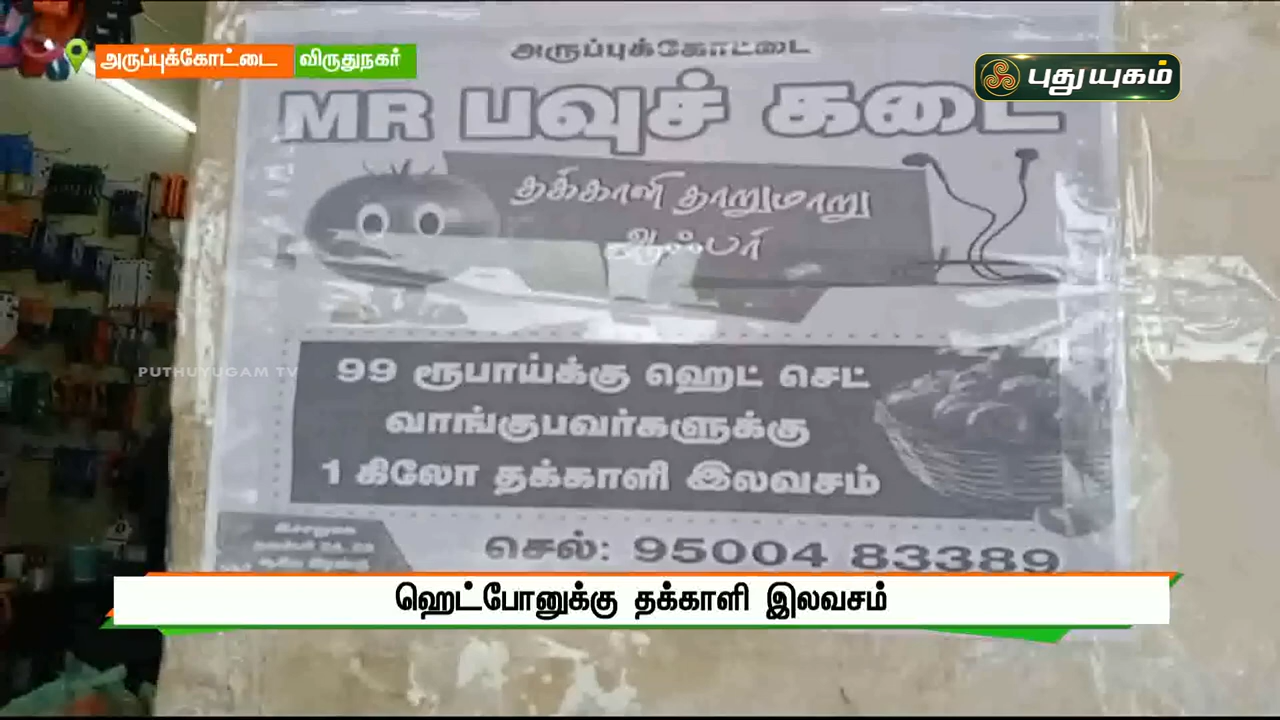 அருப்புக்கோட்டை விருதுநகர்
புதுயுகம்
அருப்புக்கோட்டை
MR பவுச் கடை
தக்காளி தாறுமாறு
ஆஃபர்
99 ரூபாய்க்கு ஹெட் செட்
வாங்குபவர்களுக்கு
1 கிலோ தக்காளி இலவசம்
PUTHUYUGAM TV
செல்: 95004 83389
ஹெட்போனுக்கு தக்காளி இலவசம்